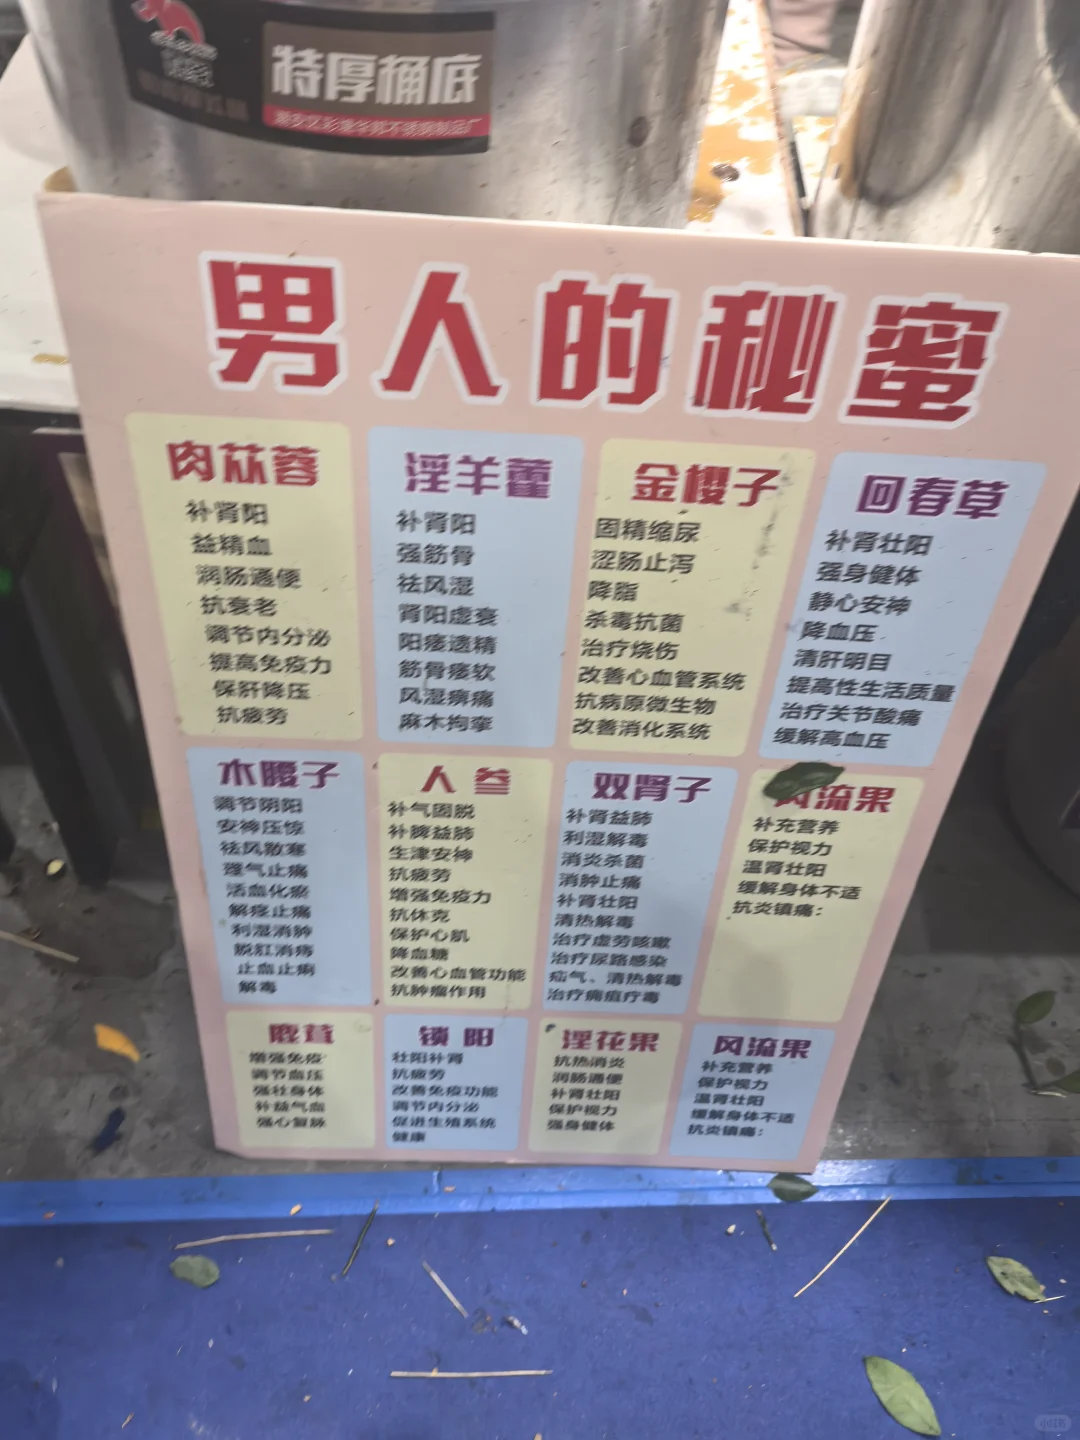 特厚桶底
男人的秘蜜
肉苁蓉
补肾阳
益精血
润肠通便
抗衰老
调节内分泌
提高免疫力
保肝降压
抗疲劳
淫羊藿
补肾阳
强筋骨
祛风湿
肾阳虚衰
阳痿遗精
筋骨痿软
风湿痹痛
麻木拘挛
金樱子
固精缩尿
涩肠止泻
降脂
杀毒抗菌
治疗烧伤
改善心血管系统
抗病原微生物
改善消化系统
回春草
补肾壮阳
强身健体
静心安神
降血压
清肝明目
提高性生活质量
治疗关节酸痛
缓解高血压
木腰子
调节阴阳
安神压惊
祛风散寒
理气止痛
活血化瘀
解痉止痛
利湿消肿
脱肛消痔
止血止痢
解毒
人参
补气固脱
补脾益肺
生津安神
抗疲劳
增强免疫力
抗休克
保护心肌
降血糖
改善心血管功能
抗肿瘤作用
双肾子
补肾益肺
利湿解毒
消炎杀菌
消肿止痛
补肾壮阳
清热解毒
治疗虚劳咳嗽
治疗尿路感染
疝气、清热解毒
治疗痈疽疔毒
风流果
补充营养
保护视力
温肾壮阳
缓解身体不适
抗炎镇痛：
鹿茸
增强免疫
调节血压
强壮身体
补益气血
强心复脉
锁阳
壮阳补肾
抗疲劳
改善免疫功能
调节内分泌
促进生殖系统
健康
淫花果
抗热消炎
润肠通便
补肾壮阳
保护视力
强身健体
风流果
补充营养
保护视力
温肾壮阳
缓解身体不适
抗炎镇痛：
小红书